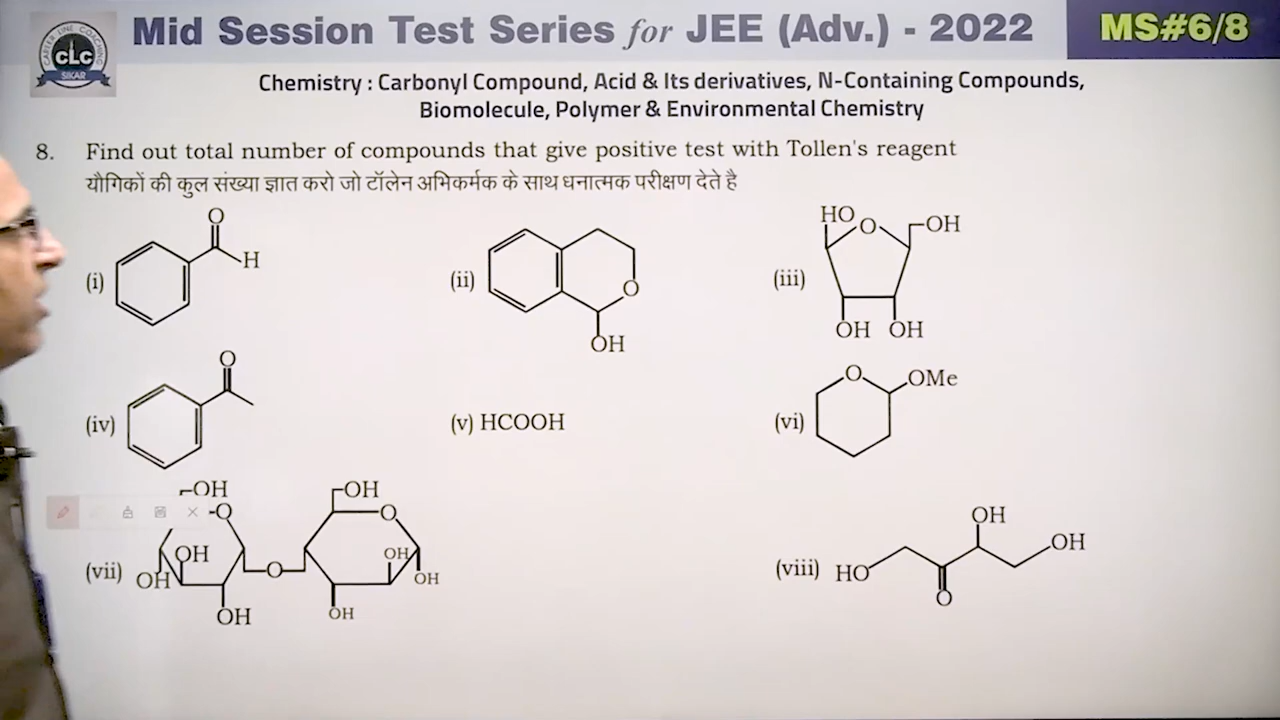 Mid Session Test Series for JEE (Adv.) - 2022
MS#6/8
CAREER LINE COACHING
CLC
SIKAR
Chemistry : Carbonyl Compound, Acid & Its derivatives, N-Containing Compounds,
Biomolecule, Polymer & Environmental Chemistry
8. Find out total number of compounds that give positive test with Tollen's reagent
यौगिकों की कुल संख्या ज्ञात करो जो टॉलेन अभिकर्मक के साथ धनात्मक परीक्षण देते है
(i) O H
(ii) O OH
(iii) HO O OH OH OH
(iv) O
(v) HCOOH
(vi) O OMe
(vii) OH O OH OH OH O OH O OH OH OH
(viii) HO O OH OH